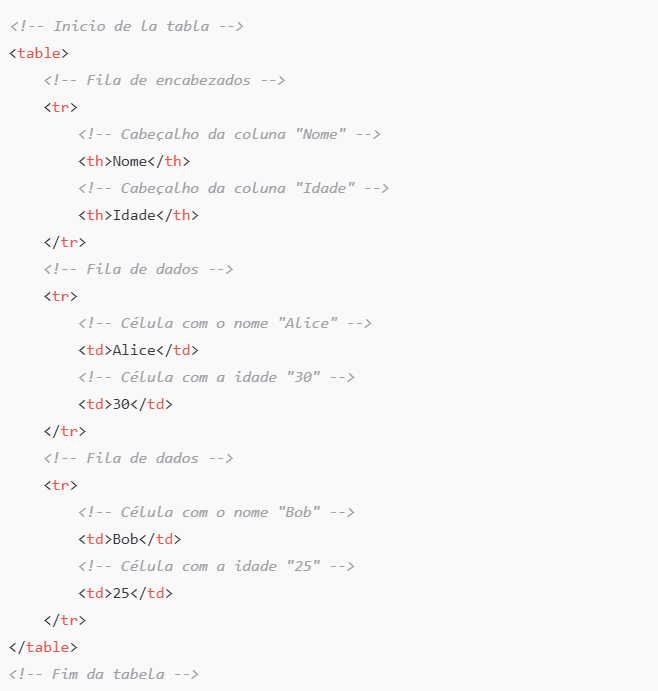 <!-- Inicio de la tabla -->
<table>
    <!-- Fila de encabezados -->
    <tr>
        <!-- Cabeçalho da coluna "Nome" -->
        <th>Nome</th>
        <!-- Cabeçalho da coluna "Idade" -->
        <th>Idade</th>
    </tr>
    <!-- Fila de dados -->
    <tr>
        <!-- Célula com o nome "Alice" -->
        <td>Alice</td>
        <!-- Célula com a idade "30" -->
        <td>30</td>
    </tr>
    <!-- Fila de dados -->
    <tr>
        <!-- Célula com o nome "Bob" -->
        <td>Bob</td>
        <!-- Célula com a idade "25" -->
        <td>25</td>
    </tr>
</table>
<!-- Fim da tabela -->